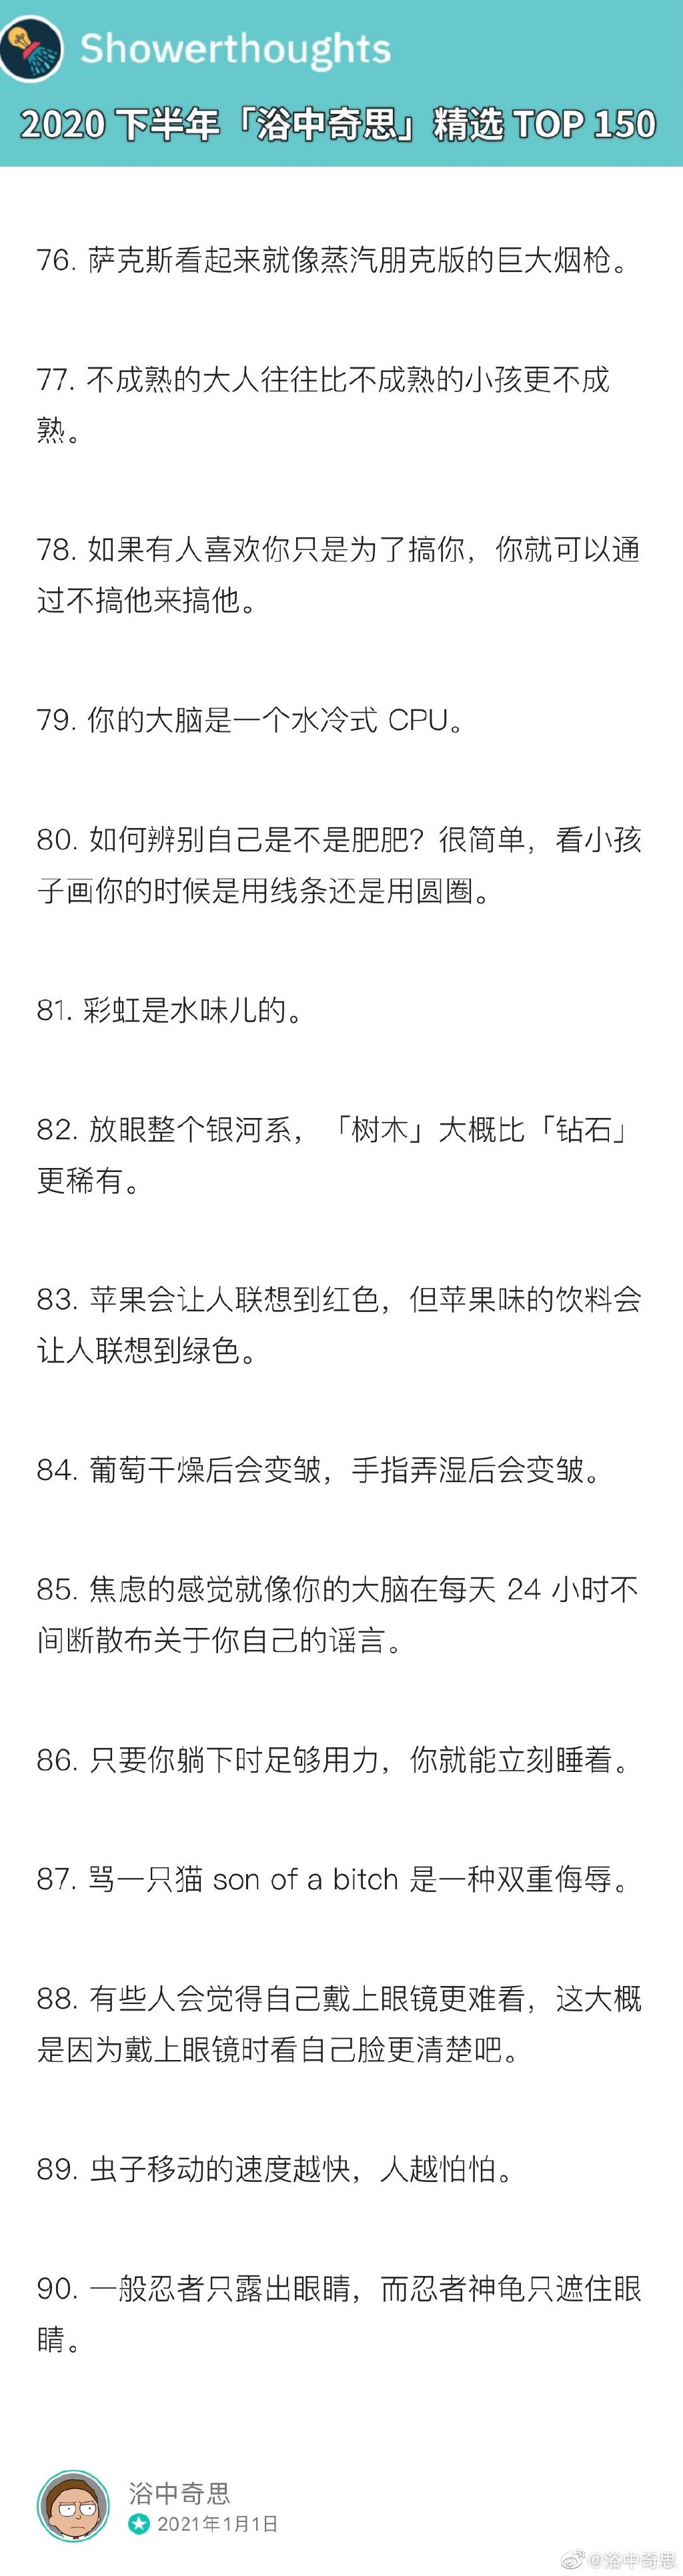 Showerthoughts
2020 下半年「浴中奇思」精选 TOP 150
76. 萨克斯看起来就像蒸汽朋克版的巨大烟枪。
77. 不成熟的大人往往比不成熟的小孩更不成
熟。
78. 如果有人喜欢你只是为了搞你，你就可以通
过不搞他来搞他。
79. 你的大脑是一个水冷式 CPU。
80. 如何辨别自己是不是肥肥？很简单，看小孩
子画你的时候是用线条还是用圆圈。
81. 彩虹是水味儿的。
82. 放眼整个银河系，「树木」大概比「钻石」
更稀有。
83. 苹果会让人联想到红色，但苹果味的饮料会
让人联想到绿色。
84. 葡萄干燥后会变皱，手指弄湿后会变皱。
85. 焦虑的感觉就像你的大脑在每天 24 小时不
间断散布关于你自己的谣言。
86. 只要你躺下时足够用力，你就能立刻睡着。
87. 骂一只猫 son of a bitch 是一种双重侮辱。
88. 有些人会觉得自己戴上眼镜更难看，这大概
是因为戴上眼镜时看自己脸更清楚吧。
89. 虫子移动的速度越快，人越怕怕。
90. 一般忍者只露出眼睛，而忍者神龟只遮住眼
睛。
浴中奇思
2021年1月1日
@浴中奇思